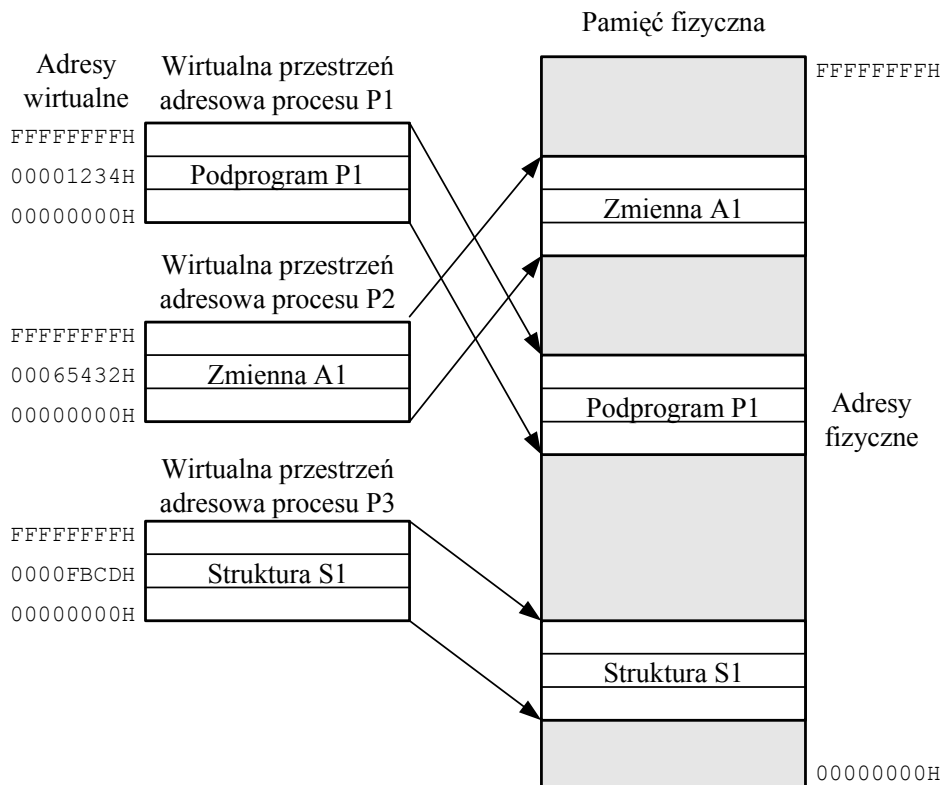 Pamięć fizyczna
Adresy
wirtualne
Wirtualna przestrzeń
adresowa procesu P1
FFFFFFFFH
FFFFFFFFH
00001234H
Podprogram P1
00000000H
Zmienna A1
Wirtualna przestrzeń
adresowa procesu P2
FFFFFFFFH
00065432H
Zmienna A1
00000000H
Podprogram P1
Adresy
fizyczne
Wirtualna przestrzeń
adresowa procesu P3
FFFFFFFFH
0000FBCDH
Struktura S1
00000000H
Struktura S1
00000000H